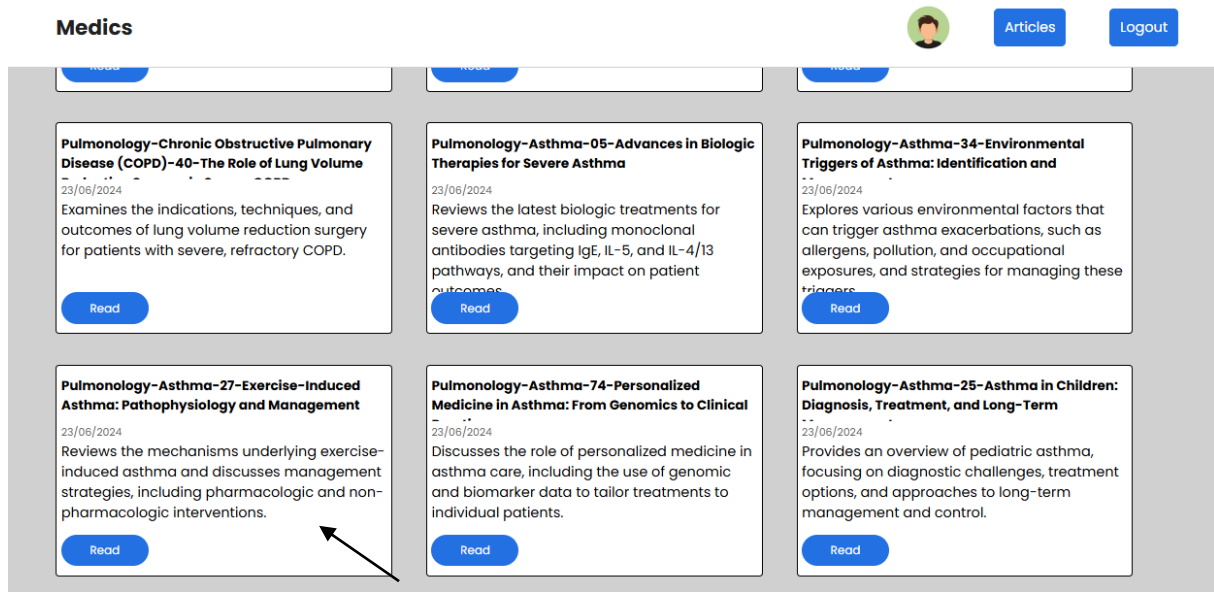 Medics
Articles
Logout
Pulmonology-Chronic Obstructive Pulmonary
Disease (COPD)-40-The Role of Lung Volume
23/06/2024
Examines the indications, techniques, and
outcomes of lung volume reduction surgery
for patients with severe, refractory COPD.
Read
Pulmonology-Asthma-05-Advances in Biologic
Therapies for Severe Asthma
23/06/2024
Reviews the latest biologic treatments for
severe asthma, including monoclonal
antibodies targeting IgE, IL-5, and IL-4/13
pathways, and their impact on patient
outcomes
Read
Pulmonology-Asthma-34-Environmental
Triggers of Asthma: Identification and
23/06/2024
Explores various environmental factors that
can trigger asthma exacerbations, such as
allergens, pollution, and occupational
exposures, and strategies for managing these
triggers
Read
Pulmonology-Asthma-27-Exercise-Induced
Asthma: Pathophysiology and Management
23/06/2024
Reviews the mechanisms underlying exercise-
induced asthma and discusses management
strategies, including pharmacologic and non-
pharmacologic interventions.
Read
Pulmonology-Asthma-74-Personalized
Medicine in Asthma: From Genomics to Clinical
23/06/2024
Discusses the role of personalized medicine in
asthma care, including the use of genomic
and biomarker data to tailor treatments to
individual patients.
Read
Pulmonology-Asthma-25-Asthma in Children:
Diagnosis, Treatment, and Long-Term
23/06/2024
Provides an overview of pediatric asthma,
focusing on diagnostic challenges, treatment
options, and approaches to long-term
management and control.
Read